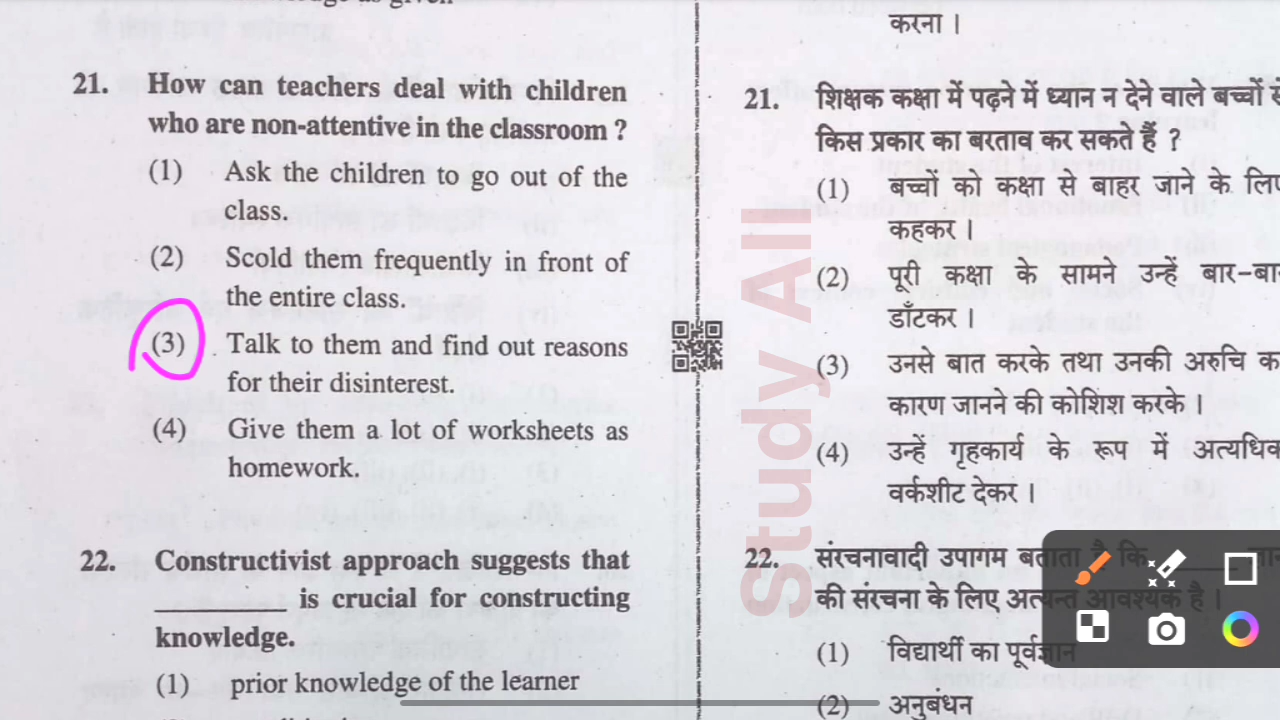 21. How can teachers deal with children
who are non-attentive in the classroom ?
(1) Ask the children to go out of the
class.
(2) Scold them frequently in front of
the entire class.
(3) Talk to them and find out reasons
for their disinterest.
(4) Give them a lot of worksheets as
homework.
22. Constructivist approach suggests that
__________ is crucial for constructing
knowledge.
(1) prior knowledge of the learner
करना ।
21. शिक्षक कक्षा में पढ़ने में ध्यान न देने वाले बच्चों
किस प्रकार का बरताव कर सकते हैं ?
(1) बच्चों को कक्षा से बाहर जाने के
कहकर ।
(2) पूरी कक्षा के सामने उन्हें
डाँटकर ।
(3) उनसे बात करके तथा उनकी अरुचि
कारण जानने की कोशिश करके ।
(4) उन्हें गृहकार्य के रूप में
वर्कशीट देकर ।
22. संरचनावादी उपागम बताता है कि _____
की संरचना के लिए अत्यन्त आवश्यक है ।
(1) विद्यार्थी का पूर्वज्ञान
(2) अनुबंधन
Study All